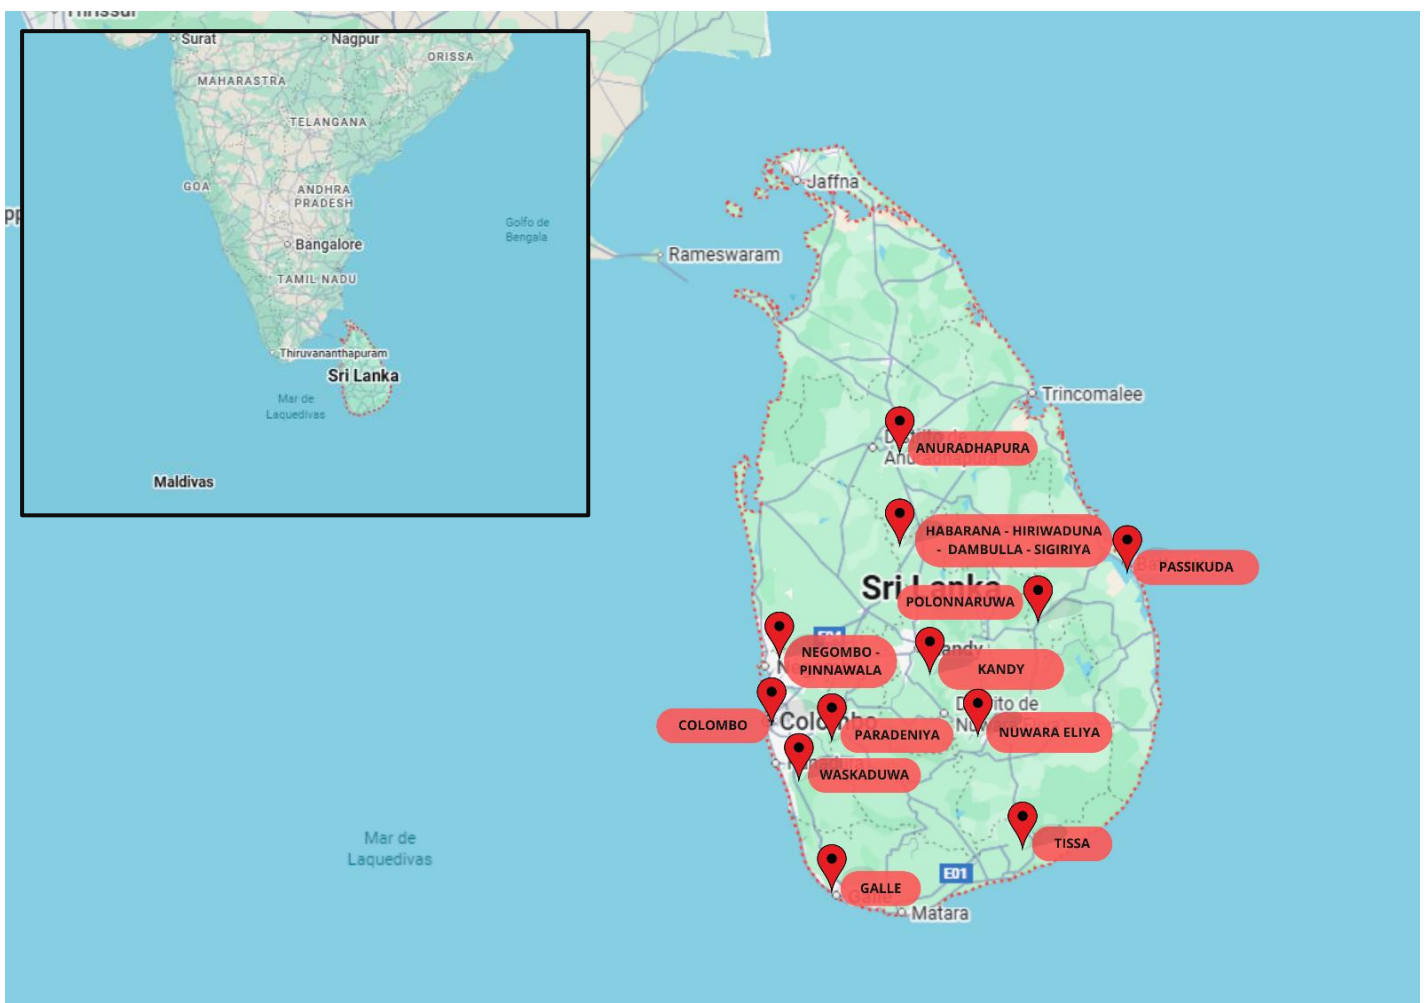 Surat
Nagpur
ORISSA
MAHARASTRA
TELANGANA
GOA
ANDHRA
PRADESH
Golfo de
Bengala
Bangalore
TAMIL NADU
Thiruvananthapuram
Sri Lanka
Mar de
Laquedivas
Maldivas
Jaffna
Rameswaram
Trincomalee
ANURADHAPURA
HABARANA - HIRIWADUNA
- DAMBULLA - SIGIRIYA
PASSIKUDA
Sri Lanka
POLONNARUWA
NEGOMBO -
PINNAWALA
KANDY
COLOMBO
Colombo
PARADENIYA
NUWARA ELIYA
WASKADUWA
Mar de
Laquedivas
TISSA
E01
GALLE
Galle
Matara